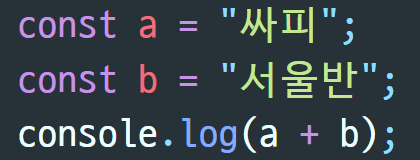 const a = "싸피";
const b = "서울반";
console.log(a + b);